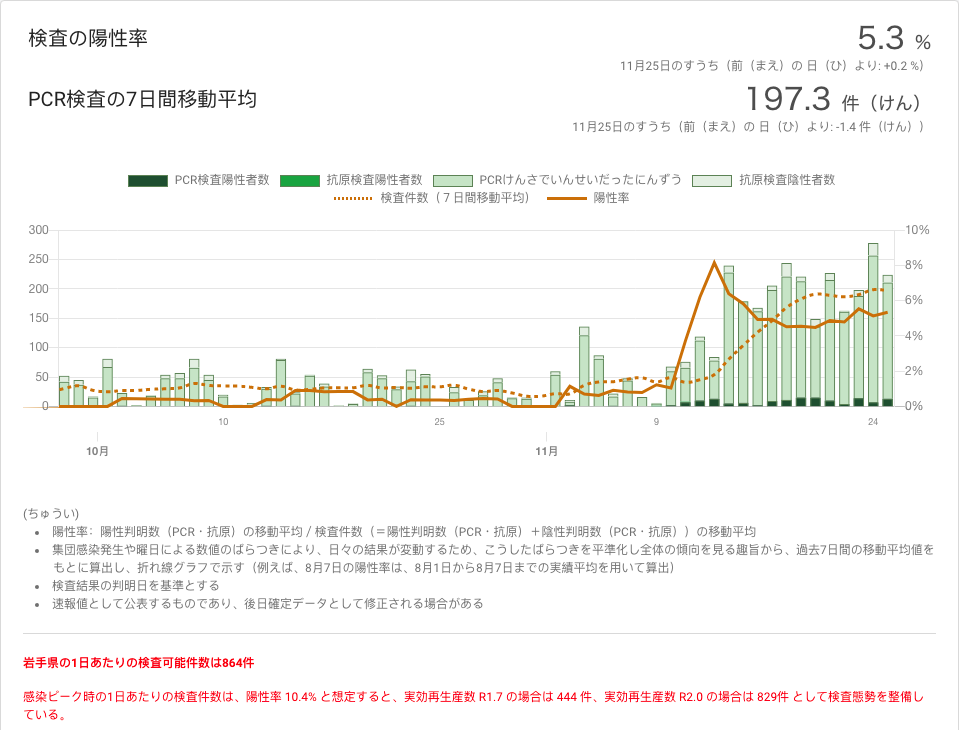 検査の陽性率
5.3 %
11月25日のすうち（前（まえ）の 日（ひ）より: +0.2 %）
PCR検査の7日間移動平均
197.3 件（けん）
11月25日のすうち（前（まえ）の 日（ひ）より: -1.4 件（けん））
PCR検査陽性者数 抗原検査陽性者数 PCRけんさでいんせいだったにんずう 抗原検査陰性者数
検査件数（７日間移動平均） 陽性率
300 10%
250 8%
200 6%
150 4%
100 2%
50 0%
0
10 25 9 24
10月 11月
(ちゅうい)
• 陽性率：陽性判明数（PCR・抗原）の移動平均 / 検査件数（＝陽性判明数（PCR・抗原）＋陰性判明数（PCR・抗原））の移動平均
• 集団感染発生や曜日による数値のばらつきにより、日々の結果が変動するため、こうしたばらつきを平準化し全体の傾向を見る趣旨から、過去7日間の移動平均値を
もとに算出し、折れ線グラフで示す（例えば、8月7日の陽性率は、8月1日から8月7日までの実績平均を用いて算出）
• 検査結果の判明日を基準とする
• 速報値として公表するものであり、後日確定データとして修正される場合がある
岩手県の1日あたりの検査可能件数は864件
感染ピーク時の1日あたりの検査件数は、陽性率 10.4% と想定すると、実効再生産数 R1.7 の場合は 444 件、実効再生産数 R2.0 の場合は 829件 として検査態勢を整備し
ている。